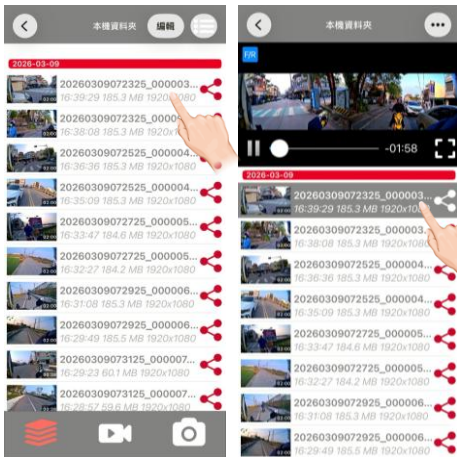 本機資料夾
編輯
2026-03-09
20260309072325_000003...
16:39:29 185.3 MB 1920x1080
20260309072325_00000
16:38:08 185.3 MB 1920x10
20260309072525_000004...
16:36:36 185.3 MB 1920x1080
20260309072525_000004...
16:35:09 185.3 MB 1920x1080
20260309072725_000005...
16:33:47 184.6 MB 1920x1080
20260309072725_000005...
16:32:27 184.2 MB 1920x1080
20260309072925_000006...
16:31:08 185.3 MB 1920x1080
20260309072925_000006...
16:29:49 185.5 MB 1920x1080
20260309073125_000007...
16:29:23 60.1 MB 1920x1080
20260309073125_000007...
16:28:57 59.6 MB 1920x1080
本機資料夾
F/R
-01:58
2026-03-09
20260309072325_000003...
16:39:29 185.3 MB 1920x10
20260309072325_000003.
16:38:08 185.3 MB 1920x1080
20260309072525_000004...
16:36:36 185.3 MB 1920x1080
20260309072525_000004...
16:35:09 185.3 MB 1920x1080
20260309072725_000005...
16:33:47 184.6 MB 1920x1080
20260309072725_000005...
16:32:27 184.2 MB 1920x1080
20260309072925_000006...
16:31:08 185.3 MB 1920x1080
20260309072925_000006...
16:29:49 185.5 MB 1920x1080